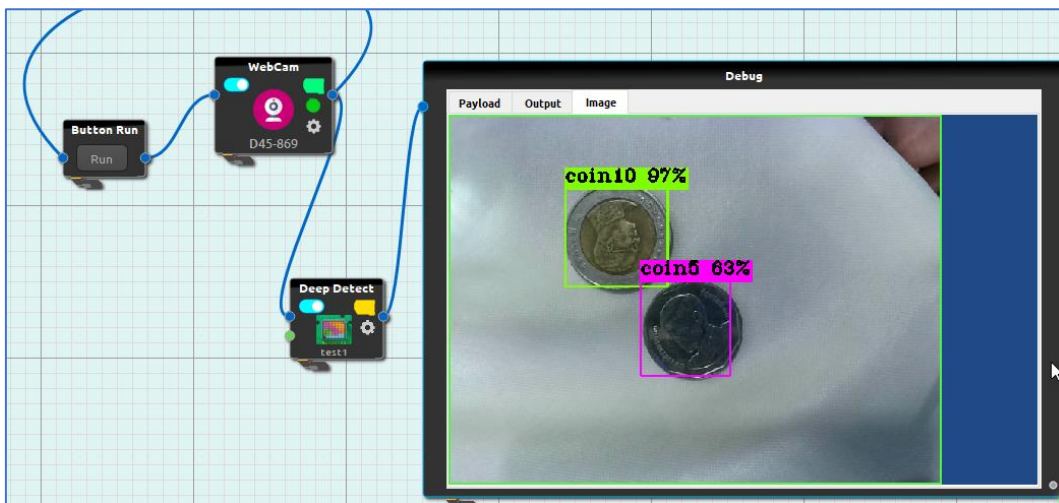 WebCam
D45-869
Button Run
Run
Deep Detect
test1
Debug
Payload Output Image
coin10 97%
coin5 63%